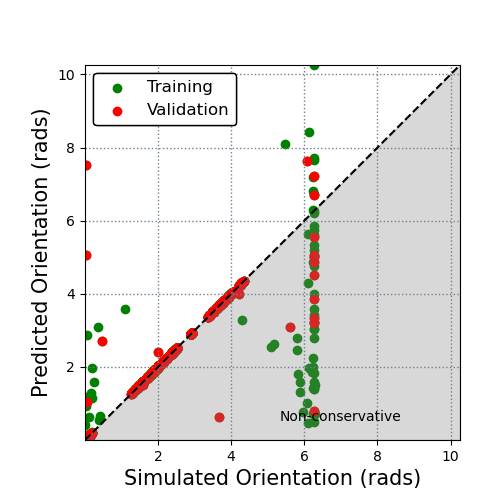 10
8
6
4
2
2
4
6
8
10
Training
Validation
Non-conservative
Predicted Orientation (rads)
Simulated Orientation (rads)